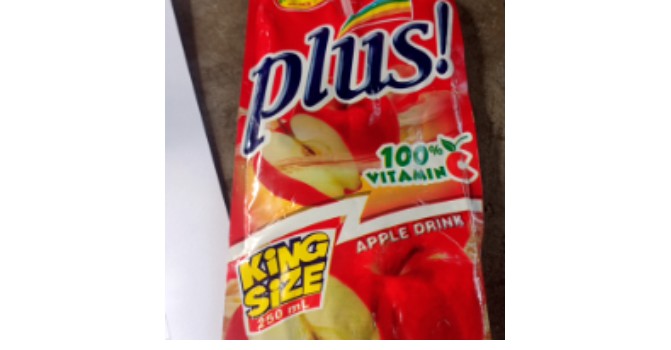 plus!
100%
VITAMIN C
APPLE DRINK
KiNG
SiZE
250 mL